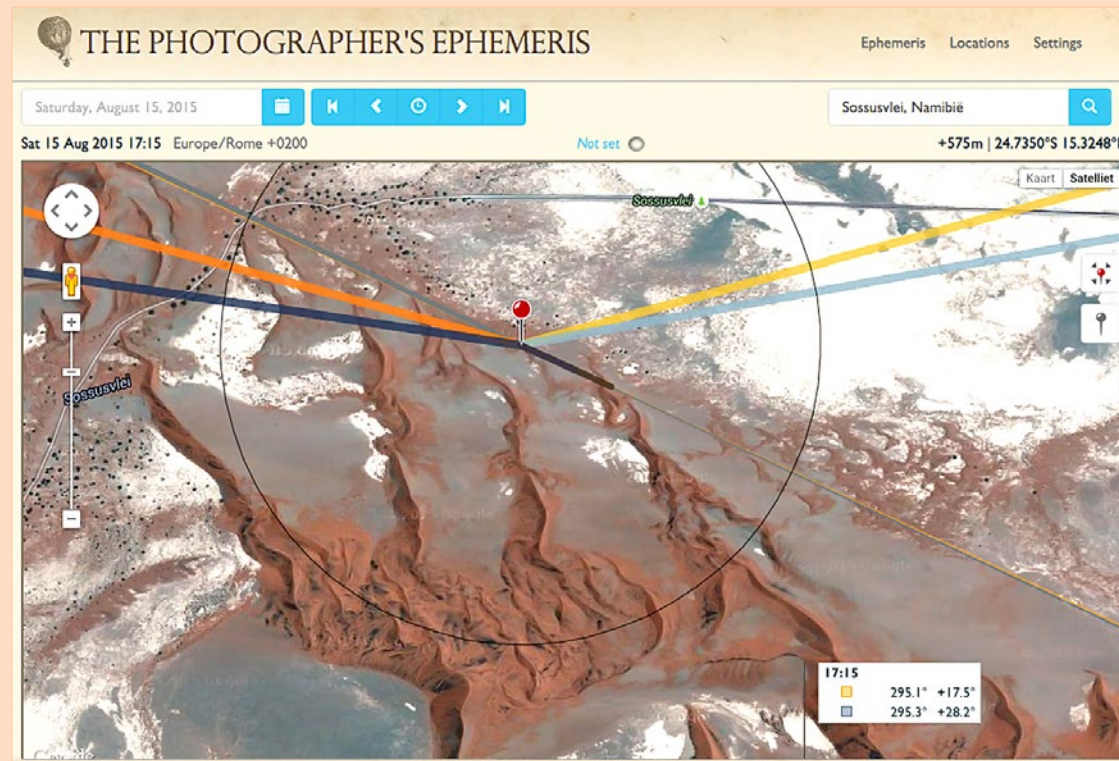 THE PHOTOGRAPHER'S EPHEMERIS
Ephemeris Locations Settings
Saturday, August 15, 2015
Sossusvlei, Namibië
Sat 15 Aug 2015 17:15 Europe/Rome +0200
Not set
+575m | 24.7350°S 15.3248°
Kaart Satelliet
Sossusvlei
Sossusvlei
17:15
295.1° +17.5°
295.3° +28.2°